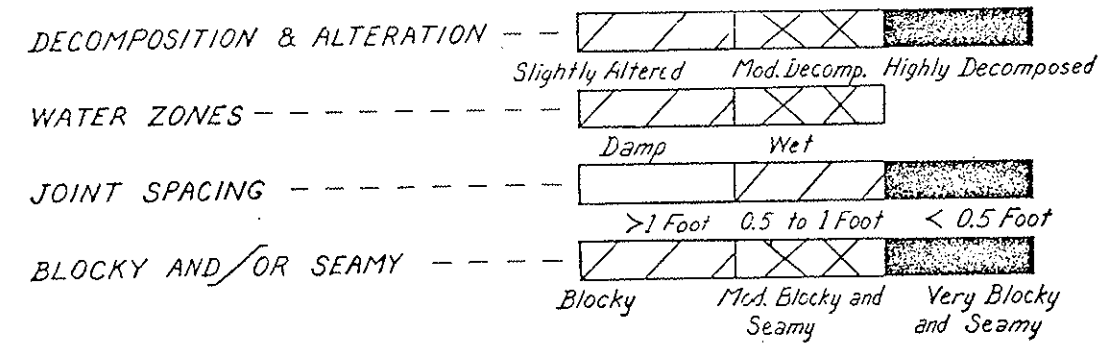 DECOMPOSITION & ALTERATION
Slightly Altered Mod. Decomp. Highly Decomposed
WATER ZONES
Damp Wet
JOINT SPACING
>1 Foot 0.5 to 1 Foot < 0.5 Foot
BLOCKY AND/OR SEAMY
Blocky Mod. Blocky and Seamy Very Blocky and Seamy